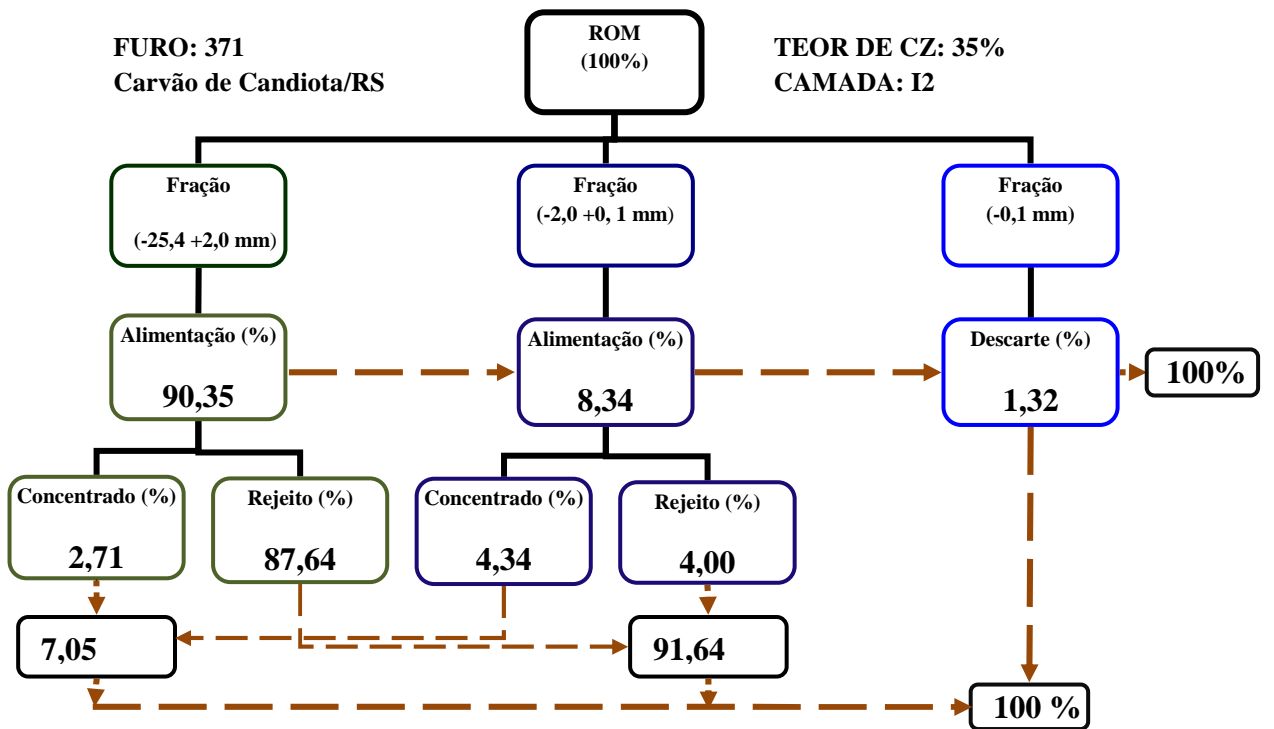 FURO: 371
Carvão de Candiota/RS
ROM
(100%)
TEOR DE CZ: 35%
CAMADA: I2
Fração
(-25,4 +2,0 mm)
Fração
(-2,0 +0, 1 mm)
Fração
(-0,1 mm)
Alimentação (%)
90,35
Alimentação (%)
8,34
Descarte (%)
1,32
100%
Concentrado (%)
2,71
Rejeito (%)
87,64
Concentrado (%)
4,34
Rejeito (%)
4,00
7,05
91,64
100 %